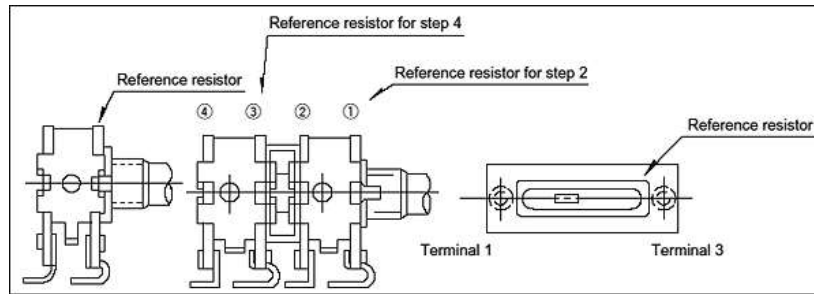 Reference resistor for step 4
Reference resistor
Reference resistor for step 2
④ ③ ② ①
Reference resistor
Terminal 1
Terminal 3